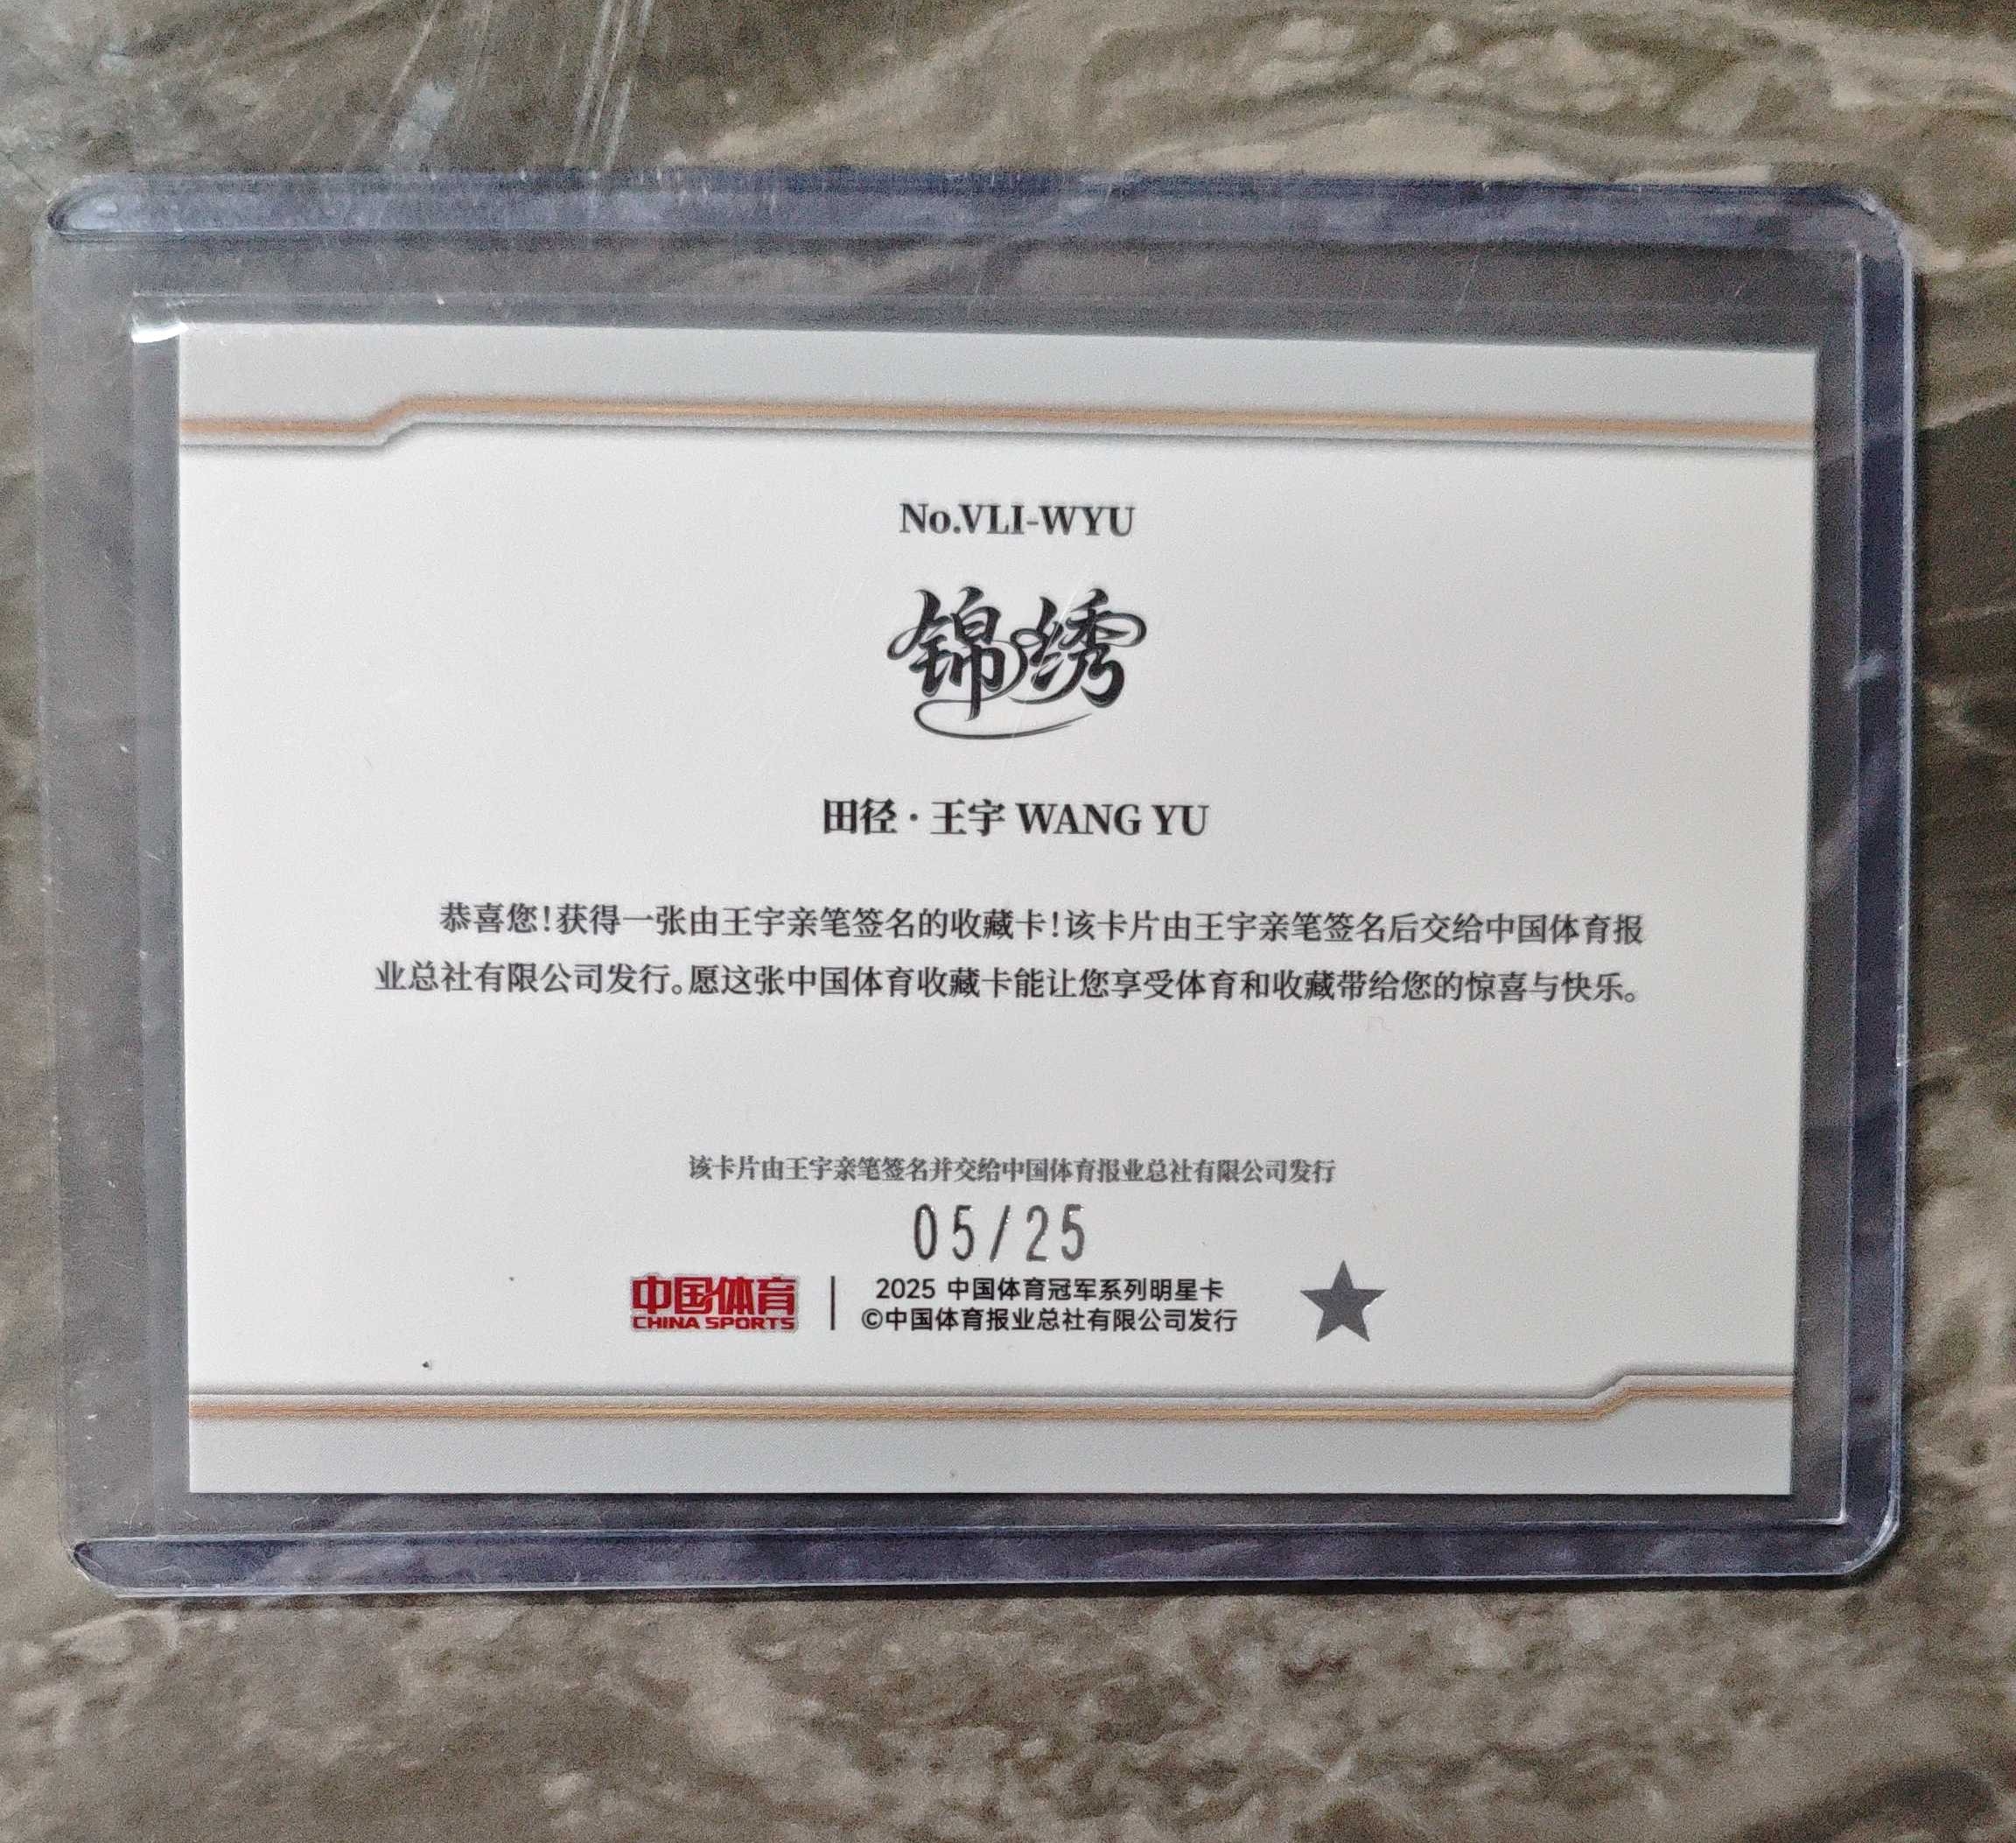 No.VLI-WYU
锦绣
田径·王宇 WANG YU
恭喜您!获得一张由王宇亲笔签名的收藏卡!该卡片由王宇亲笔签名后交给中国体育报
业总社有限公司发行。愿这张中国体育收藏卡能让您享受体育和收藏带给您的惊喜与快乐。
该卡片由王宇亲笔签名并交给中国体育报业总社有限公司发行
05/25
中国体育
CHINA SPORTS
2025 中国体育冠军系列明星卡
©中国体育报业总社有限公司发行